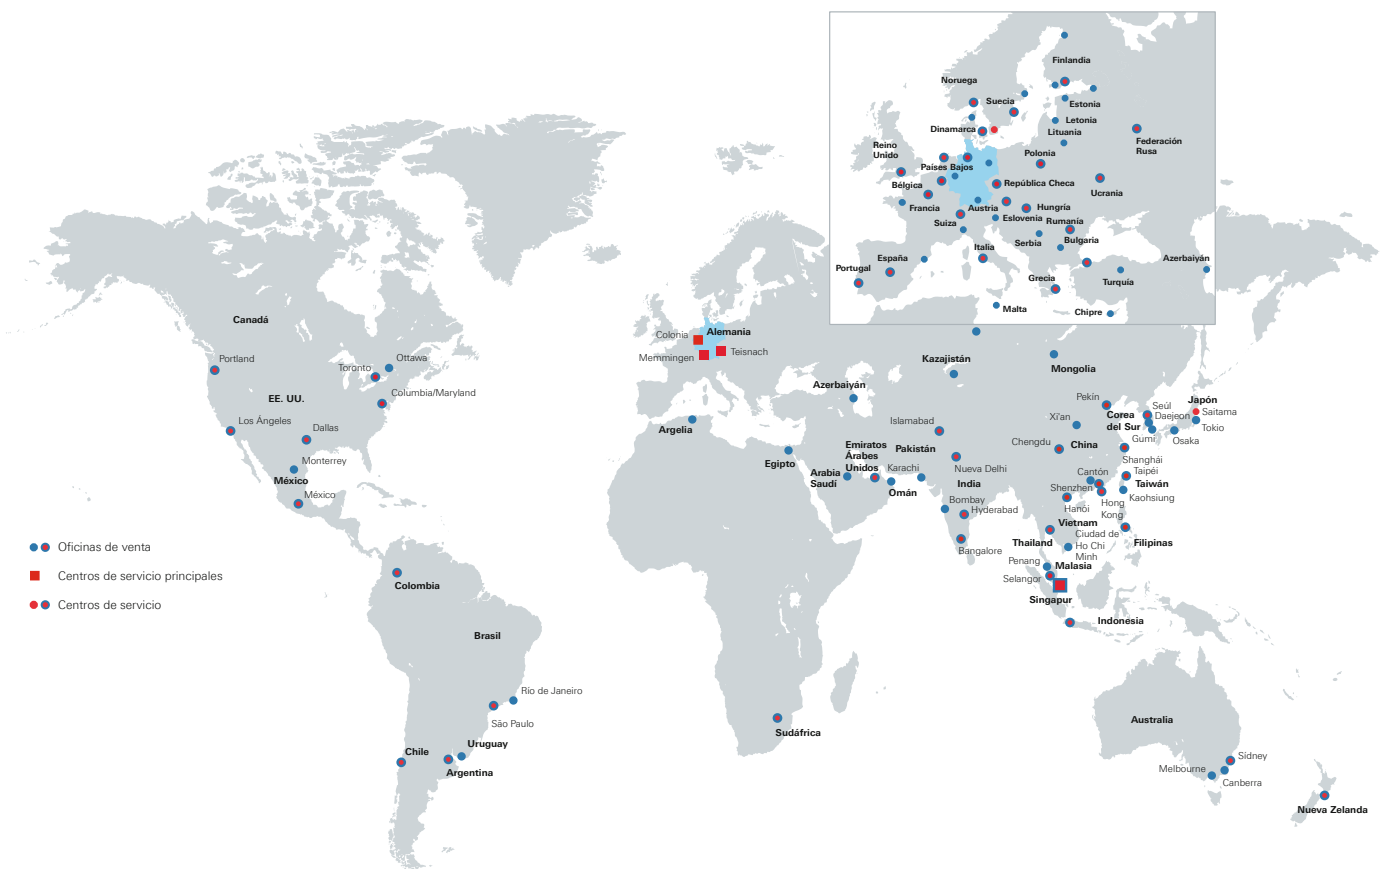 Finlandia
Noruega
Suecia
Estonia
Letonia
Dinamarca
Lituania
Federación
Rusa
Reino
Unido
Polonia
Países Bajos
República Checa
Bélgica
Ucrania
Francia
Austria
Hungría
Suiza
Eslovenia
Rumanía
Serbia
Bulgaria
Italia
España
Azerbaiyán
Portugal
Grecia
Turquía
Malta
Chipre
Canadá
Portland
Ottawa
Toronto
EE. UU.
Columbia/Maryland
Los Ángeles
Dallas
Monterrey
México
México
Colonia
Alemania
Memmingen
Teisnach
Kazajistán
Mongolia
Azerbaiyán
Argelia
Egipto
Arabia
Saudí
Emiratos
Árabes
Unidos
Omán
Islamabad
Pakistán
Karachi
Nueva Delhi
India
Bombay
Hyderabad
Bangalore
Pekín
Xi'an
Chengdu
China
Corea
del Sur
Seúl
Daejeon
Gumi
Japón
Saitama
Tokio
Osaka
Shanghái
Taipéi
Taiwán
Kaohsiung
Cantón
Shenzhen
Hong
Kong
Hanói
Vietnam
Thailand
Ciudad de
Ho Chi
Minh
Filipinas
Penang
Malasia
Selangor
Singapur
Indonesia
Oficinas de venta
Centros de servicio principales
Centros de servicio
Colombia
Brasil
Río de Janeiro
São Paulo
Uruguay
Chile
Argentina
Sudáfrica
Australia
Sídney
Melbourne
Canberra
Nueva Zelanda